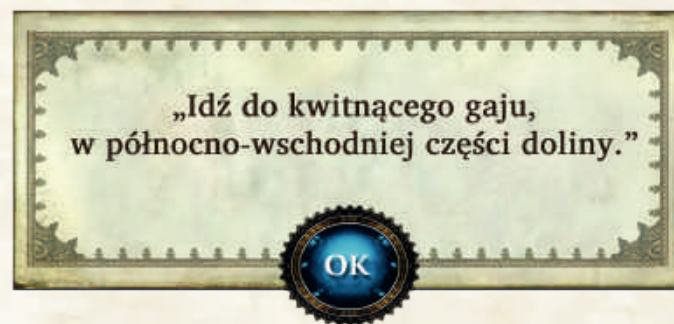 „Idź do kwitnącego gaju,
w północno-wschodniej części doliny.”
OK